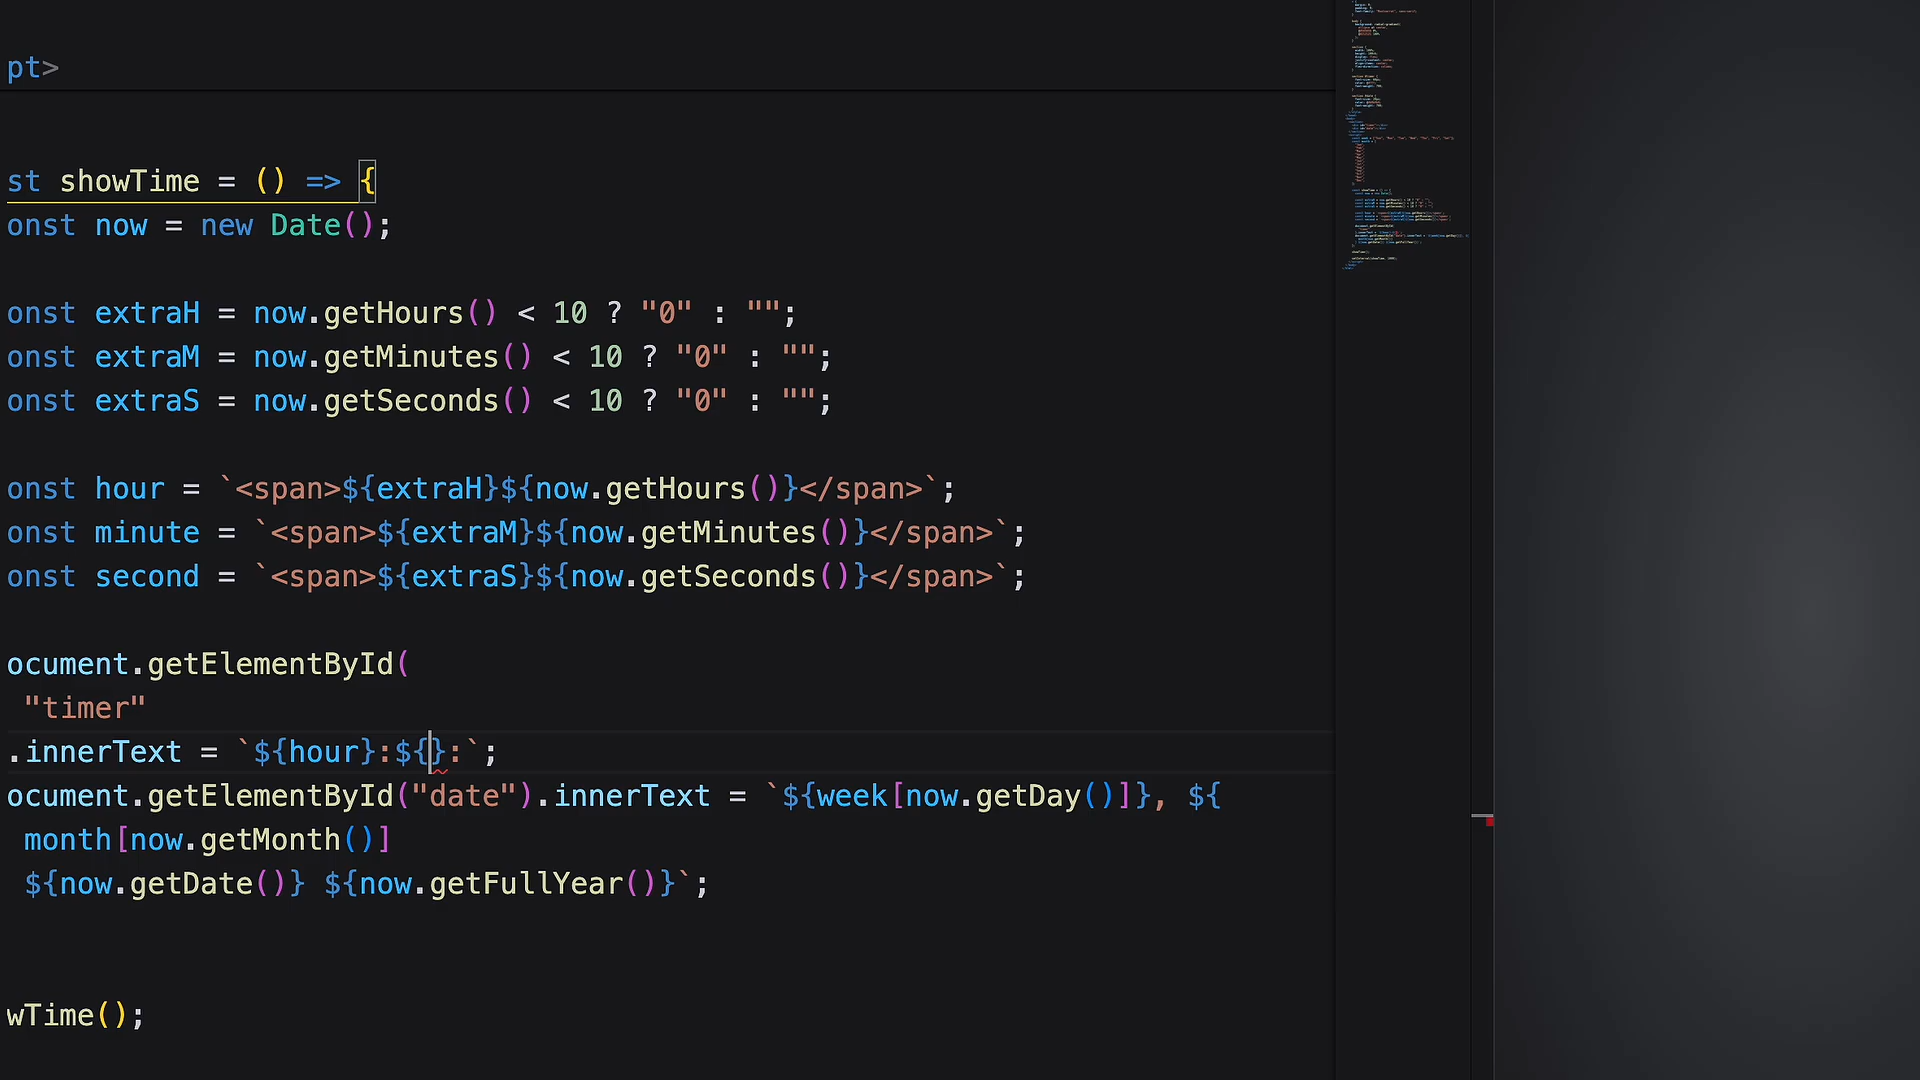 pt>
st showTime = () => {
onst now = new Date();
onst extraH = now.getHours() < 10 ? "0" : "";
onst extraM = now.getMinutes() < 10 ? "0" : "";
onst extraS = now.getSeconds() < 10 ? "0" : "";
onst hour = `<span>${extraH}${now.getHours()}</span>`;
onst minute = `<span>${extraM}${now.getMinutes()}</span>`;
onst second = `<span>${extraS}${now.getSeconds()}</span>`;
ocument.getElementById(
"timer"
.innerText = `${hour}:${}:`;
ocument.getElementById("date").innerText = `${week[now.getDay()]}, ${
month[now.getMonth()]
${now.getDate()} ${now.getFullYear()}`;
wTime();